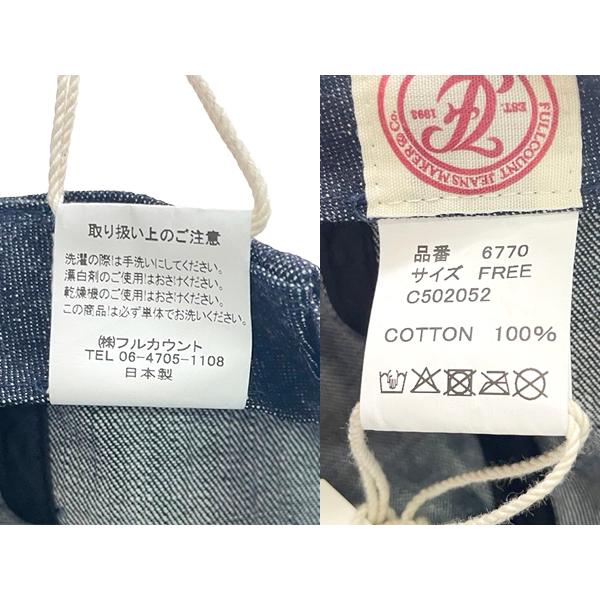 取り扱い上のご注意
洗濯の際は手洗いにしてください。
漂白剤のご使用はおさけください。
乾燥機のご使用はおさけください。
この商品は必ず単体でお洗いください。
㈱フルカウント
TEL 06-4705-1108
日本製
EST. 1993
FULLCOUNT JEANS MAKER & Co.
品番 6770
サイズ FREE
C502052
COTTON 100%